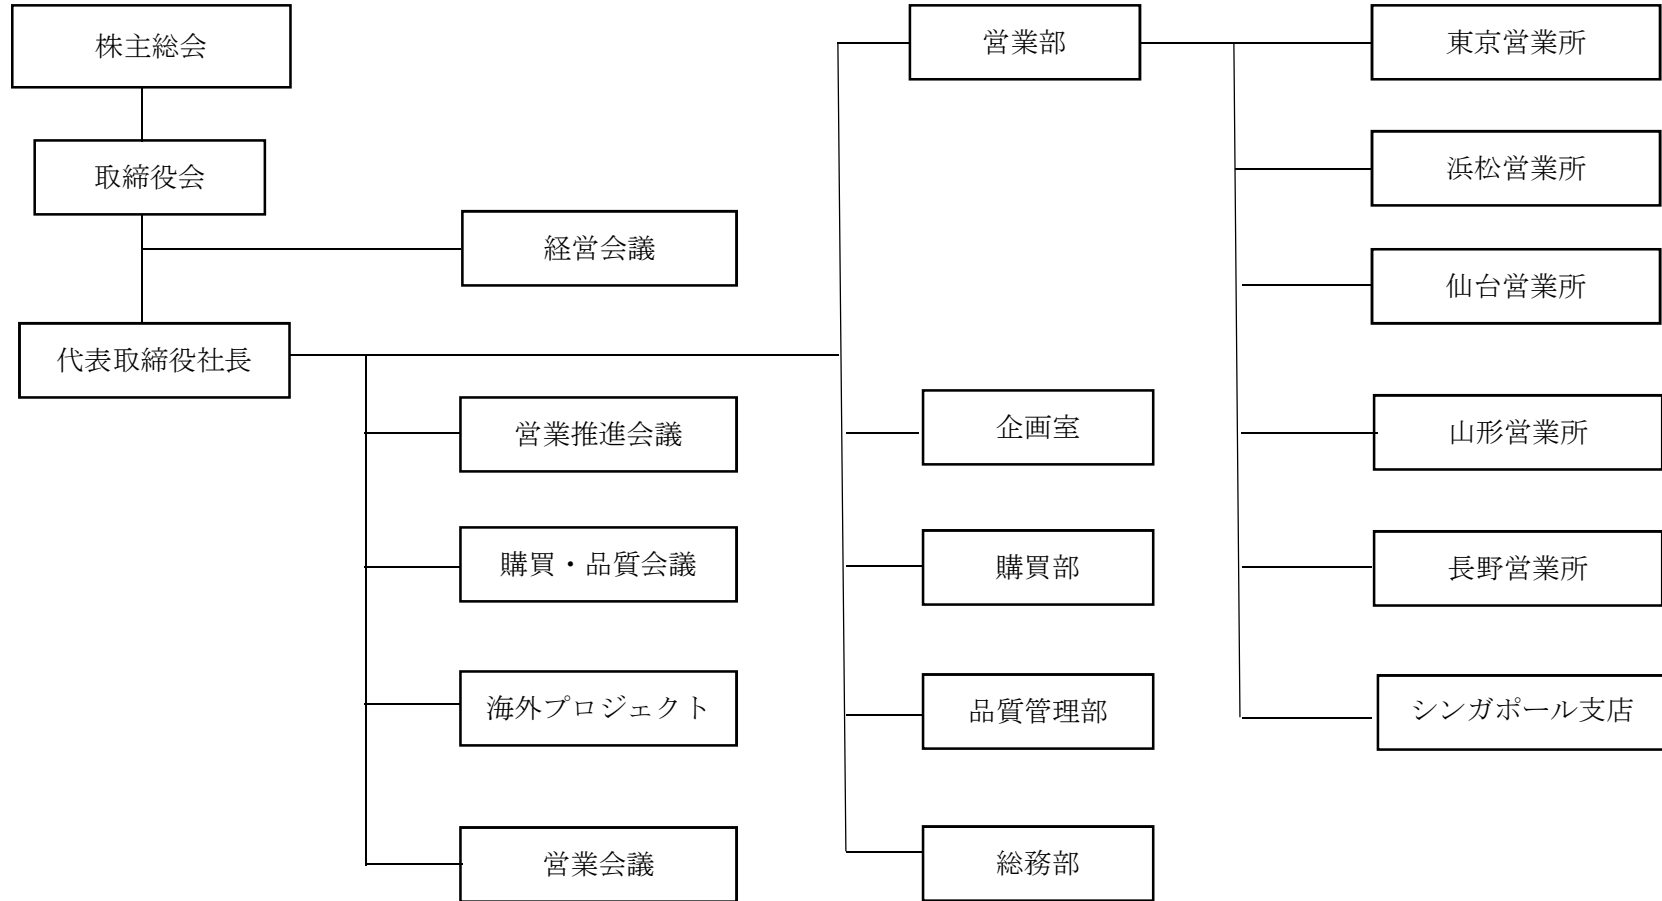 株主総会
取締役会
経営会議
代表取締役社長
営業推進会議
購買・品質会議
海外プロジェクト
営業会議
営業部
企画室
購買部
品質管理部
総務部
東京営業所
浜松営業所
仙台営業所
山形営業所
長野営業所
シンガポール支店